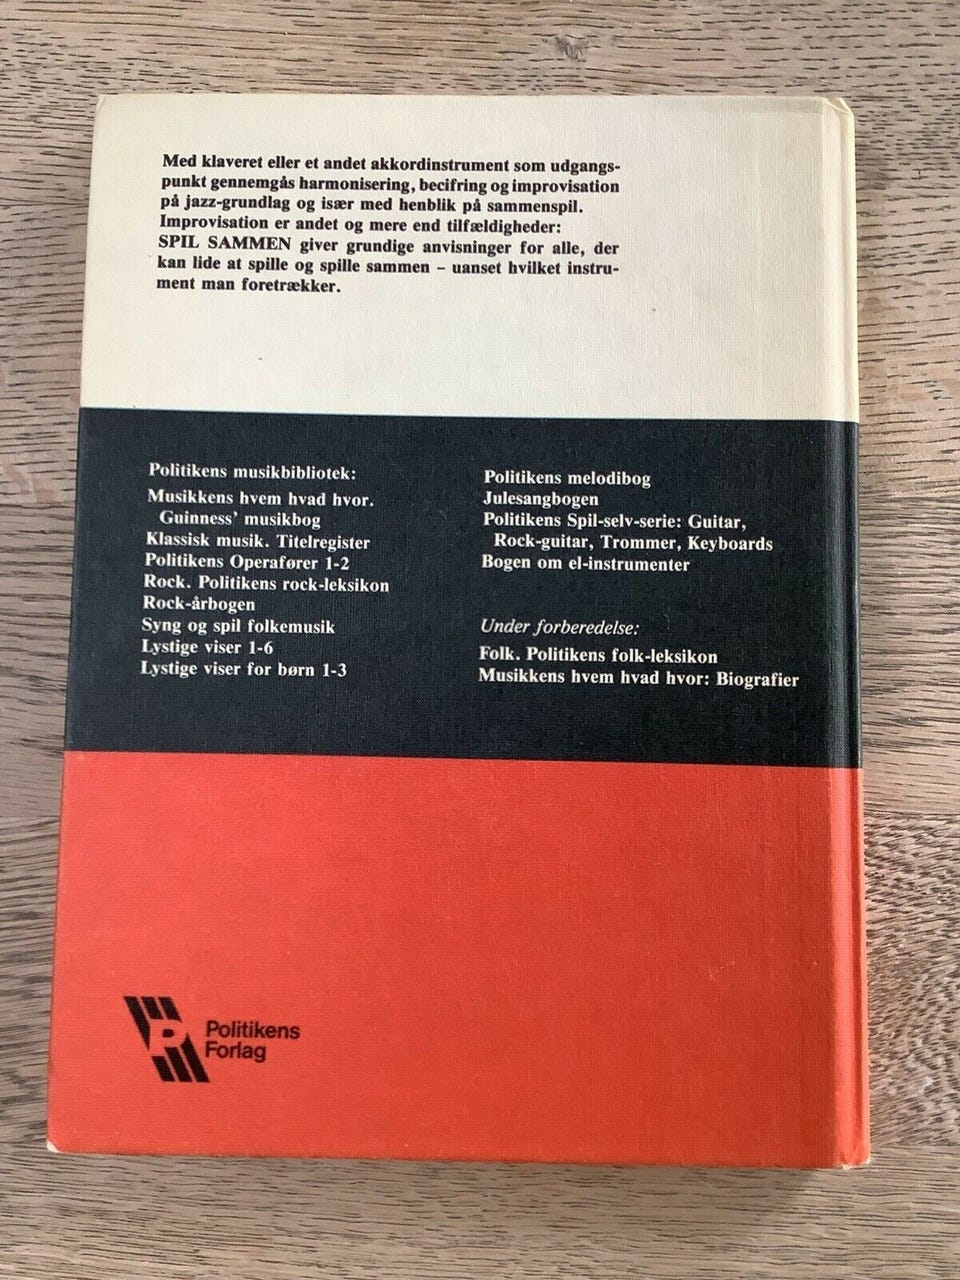 Med klaveret eller et andet akkordinstrument som udgangs-
punkt gennemgås harmonisering, becifring og improvisation
på jazz-grundlag og især med henblik på sammenspil.
Improvisation er andet og mere end tilfældigheder:
SPIL SAMMEN giver grundige anvisninger for alle, der
kan lide at spille og spille sammen – uanset hvilket instru-
ment man foretrækker.
Politikens musikbibliotek:
Musikkens hvem hvad hvor.
Guinness' musikbog
Klassisk musik. Titelregister
Politikens Operafører 1-2
Rock. Politikens rock-leksikon
Rock-årbogen
Syng og spil folkemusik
Lystige viser 1-6
Lystige viser for børn 1-3
Politikens melodibog
Julesangbogen
Politikens Spil-selv-serie: Guitar,
Rock-guitar, Trommer, Keyboards
Bogen om el-instrumenter
Under forberedelse:
Folk. Politikens folk-leksikon
Musikkens hvem hvad hvor: Biografier
P
Politikens
Forlag